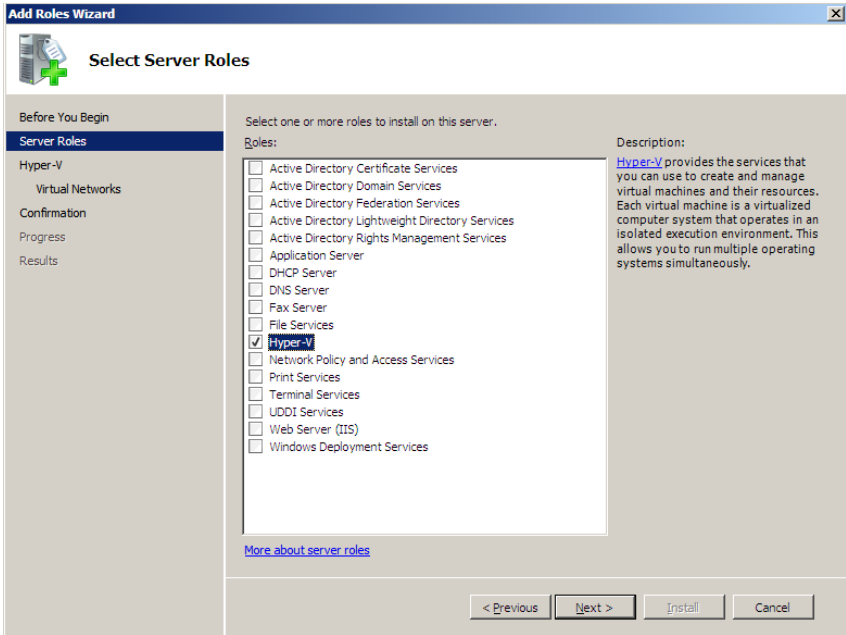 Add Roles Wizard
Select Server Roles
Before You Begin
Server Roles
Hyper-V
Virtual Networks
Confirmation
Progress
Results
Select one or more roles to install on this server.
Roles:
Active Directory Certificate Services
Active Directory Domain Services
Active Directory Federation Services
Active Directory Lightweight Directory Services
Active Directory Rights Management Services
Application Server
DHCP Server
DNS Server
Fax Server
File Services
Hyper-V
Network Policy and Access Services
Print Services
Terminal Services
UDDI Services
Web Server (IIS)
Windows Deployment Services
More about server roles
Description:
Hyper-V provides the services that
you can use to create and manage
virtual machines and their resources.
Each virtual machine is a virtualized
computer system that operates in an
isolated execution environment. This
allows you to run multiple operating
systems simultaneously.
< Previous
Next >
Install
Cancel